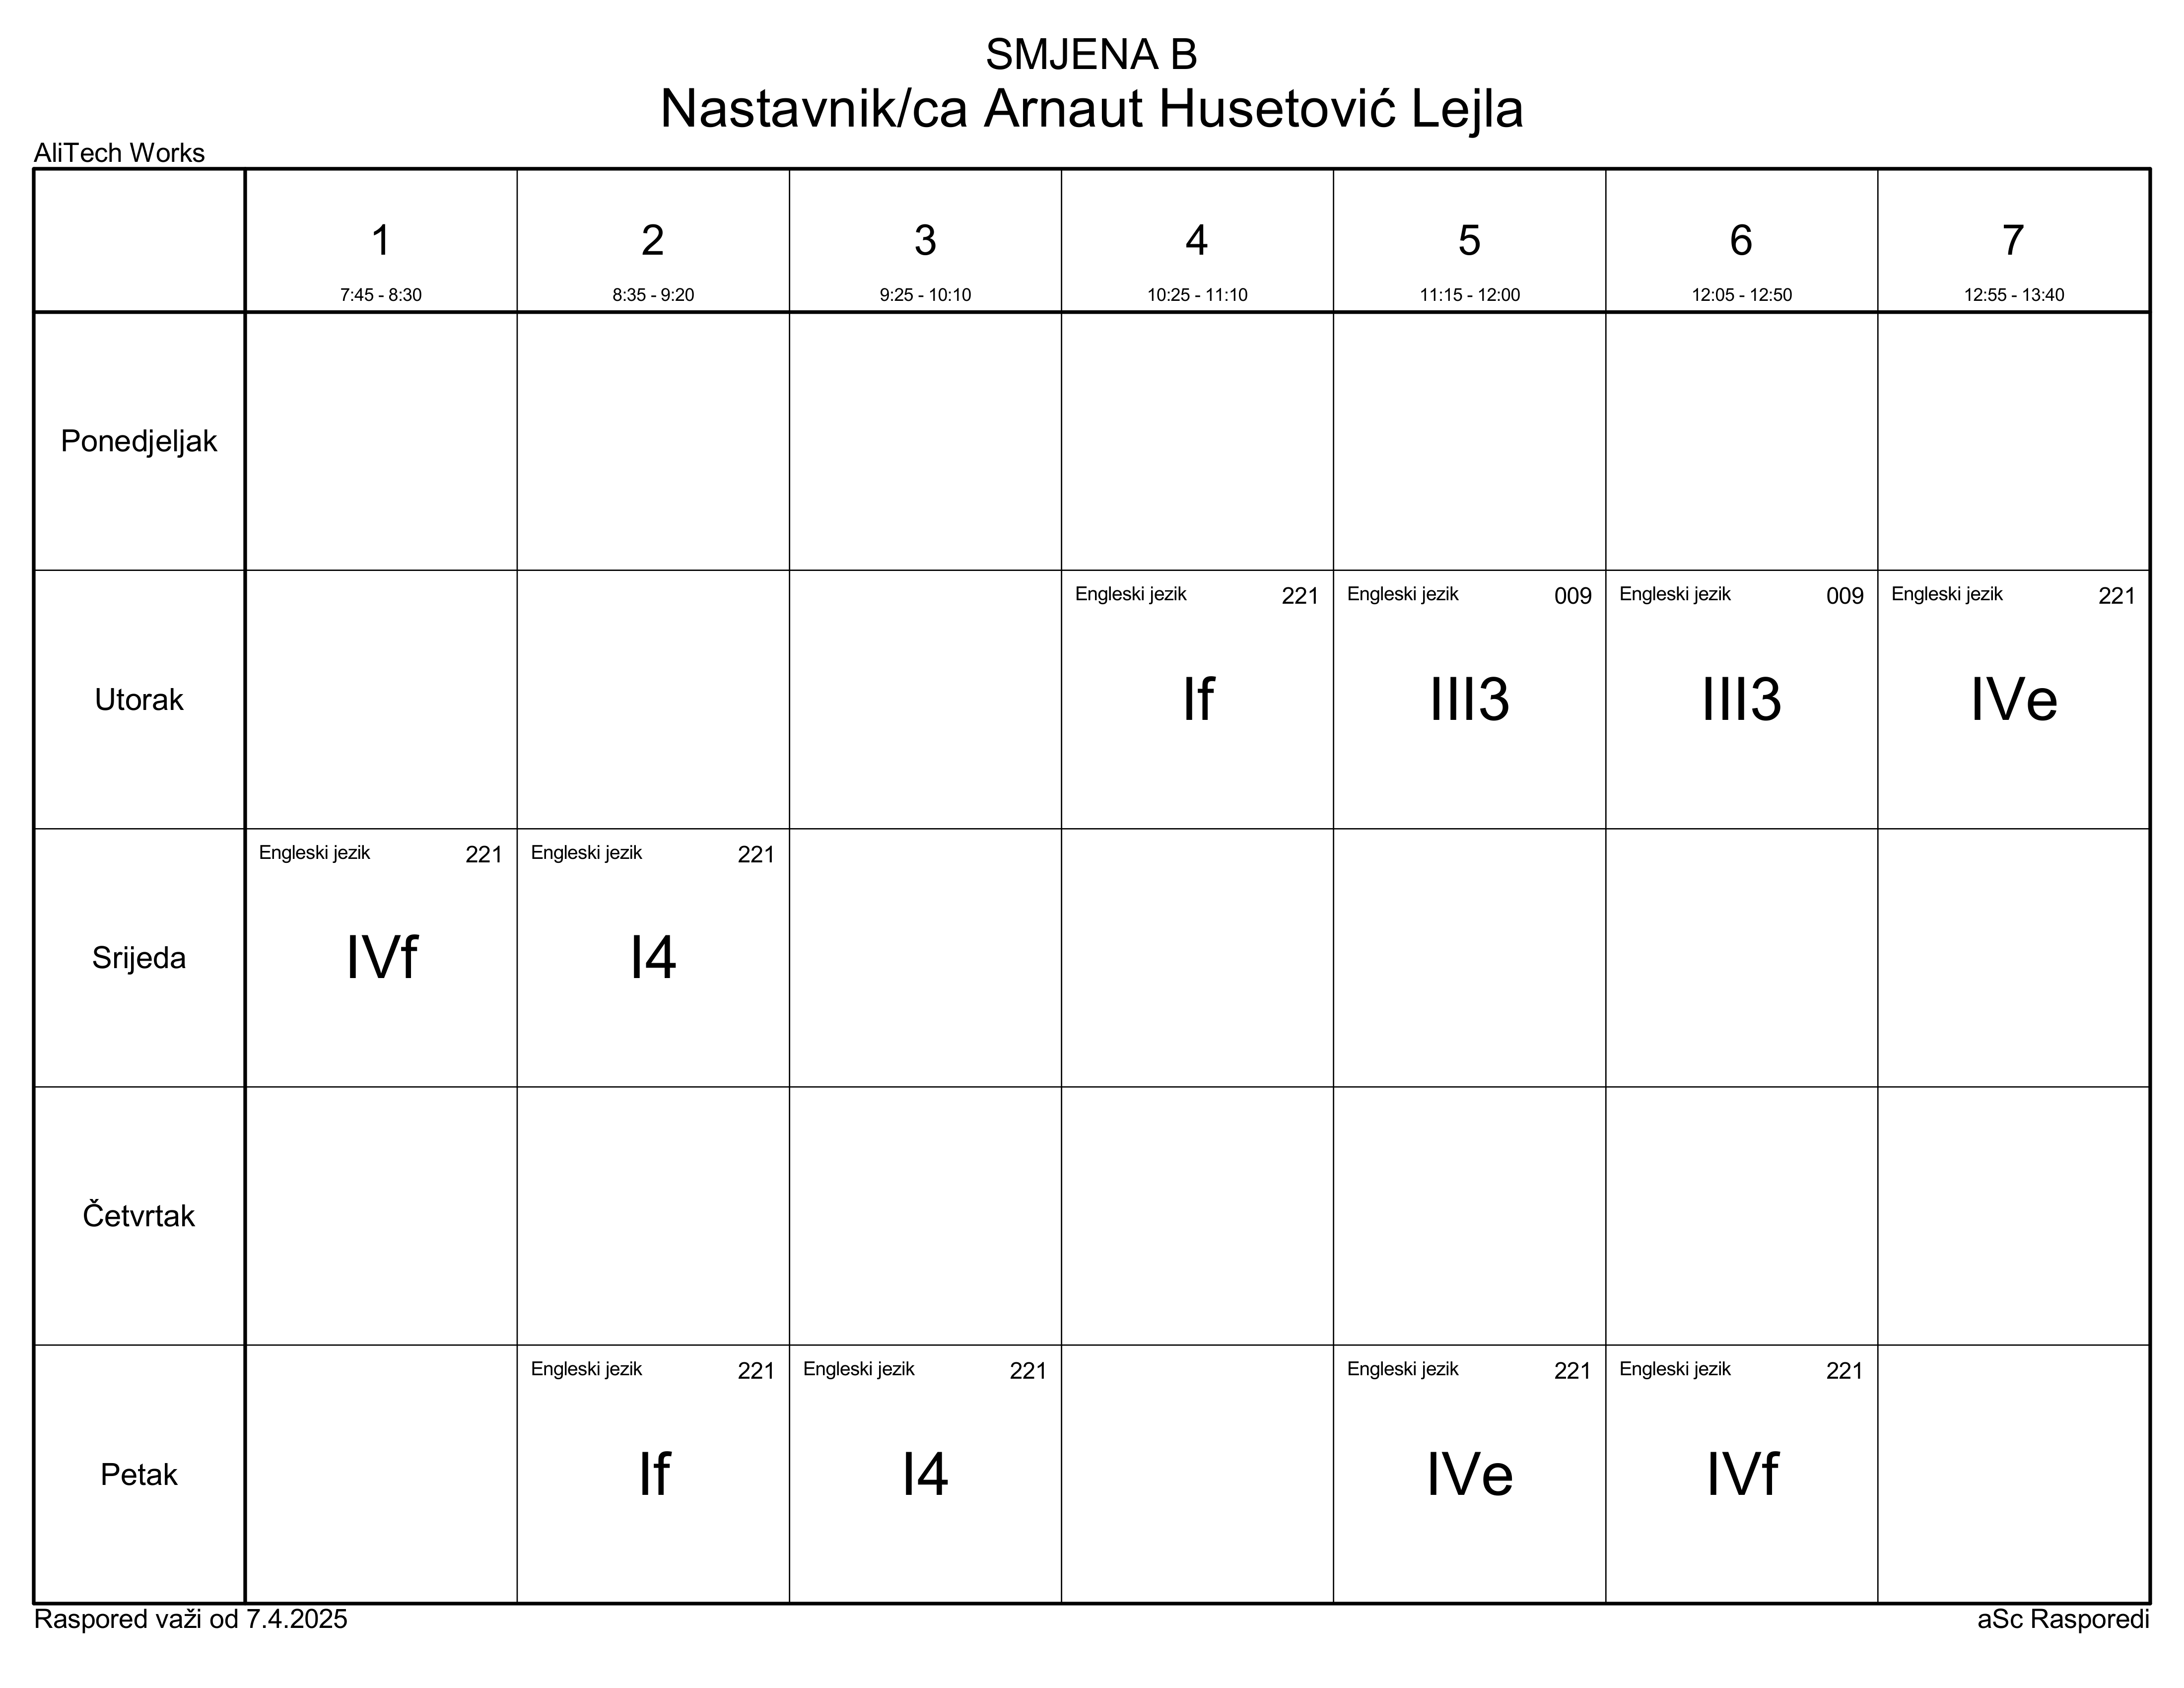 SMJENA B
Nastavnik/ca Arnaut Husetović Lejla
AliTech Works
1 2 3 4 5 6 7
7:45 - 8:30 8:35 - 9:20 9:25 - 10:10 10:25 - 11:10 11:15 - 12:00 12:05 - 12:50 12:55 - 13:40
Ponedjeljak
Engleski jezik 221 Engleski jezik 009 Engleski jezik 009 Engleski jezik 221
Utorak If III3 III3 IVe
Engleski jezik 221 Engleski jezik 221
Srijeda IVf I4
Četvrtak
Engleski jezik 221 Engleski jezik 221 Engleski jezik 221 Engleski jezik 221
Petak If I4 IVe IVf
Raspored važi od 7.4.2025 aSc Rasporedi